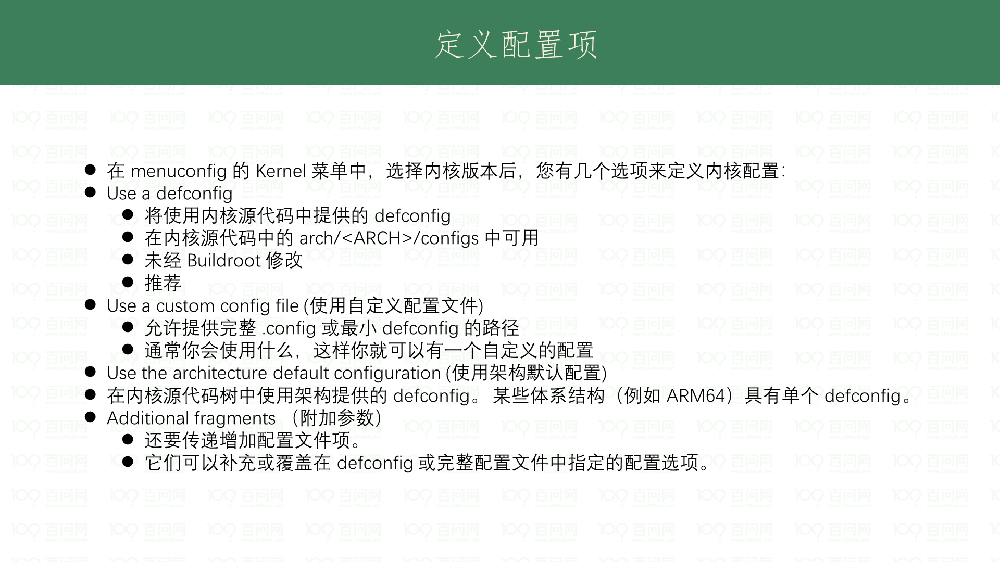 定义配置项
● 在 menuconfig 的 Kernel 菜单中，选择内核版本后，您有几个选项来定义内核配置：
● Use a defconfig
● 将使用内核源代码中提供的 defconfig
● 在内核源代码中的 arch/<ARCH>/configs 中可用
● 未经 Buildroot 修改
● 推荐
● Use a custom config file (使用自定义配置文件)
● 允许提供完整 .config 或最小 defconfig 的路径
● 通常你会使用什么，这样你就可以有一个自定义的配置
● Use the architecture default configuration (使用架构默认配置)
● 在内核源代码树中使用架构提供的 defconfig。 某些体系结构（例如 ARM64）具有单个 defconfig。
● Additional fragments （附加参数）
● 还要传递增加配置文件项。
● 它们可以补充或覆盖在 defconfig 或完整配置文件中指定的配置选项。
百问网
www.100ask.net